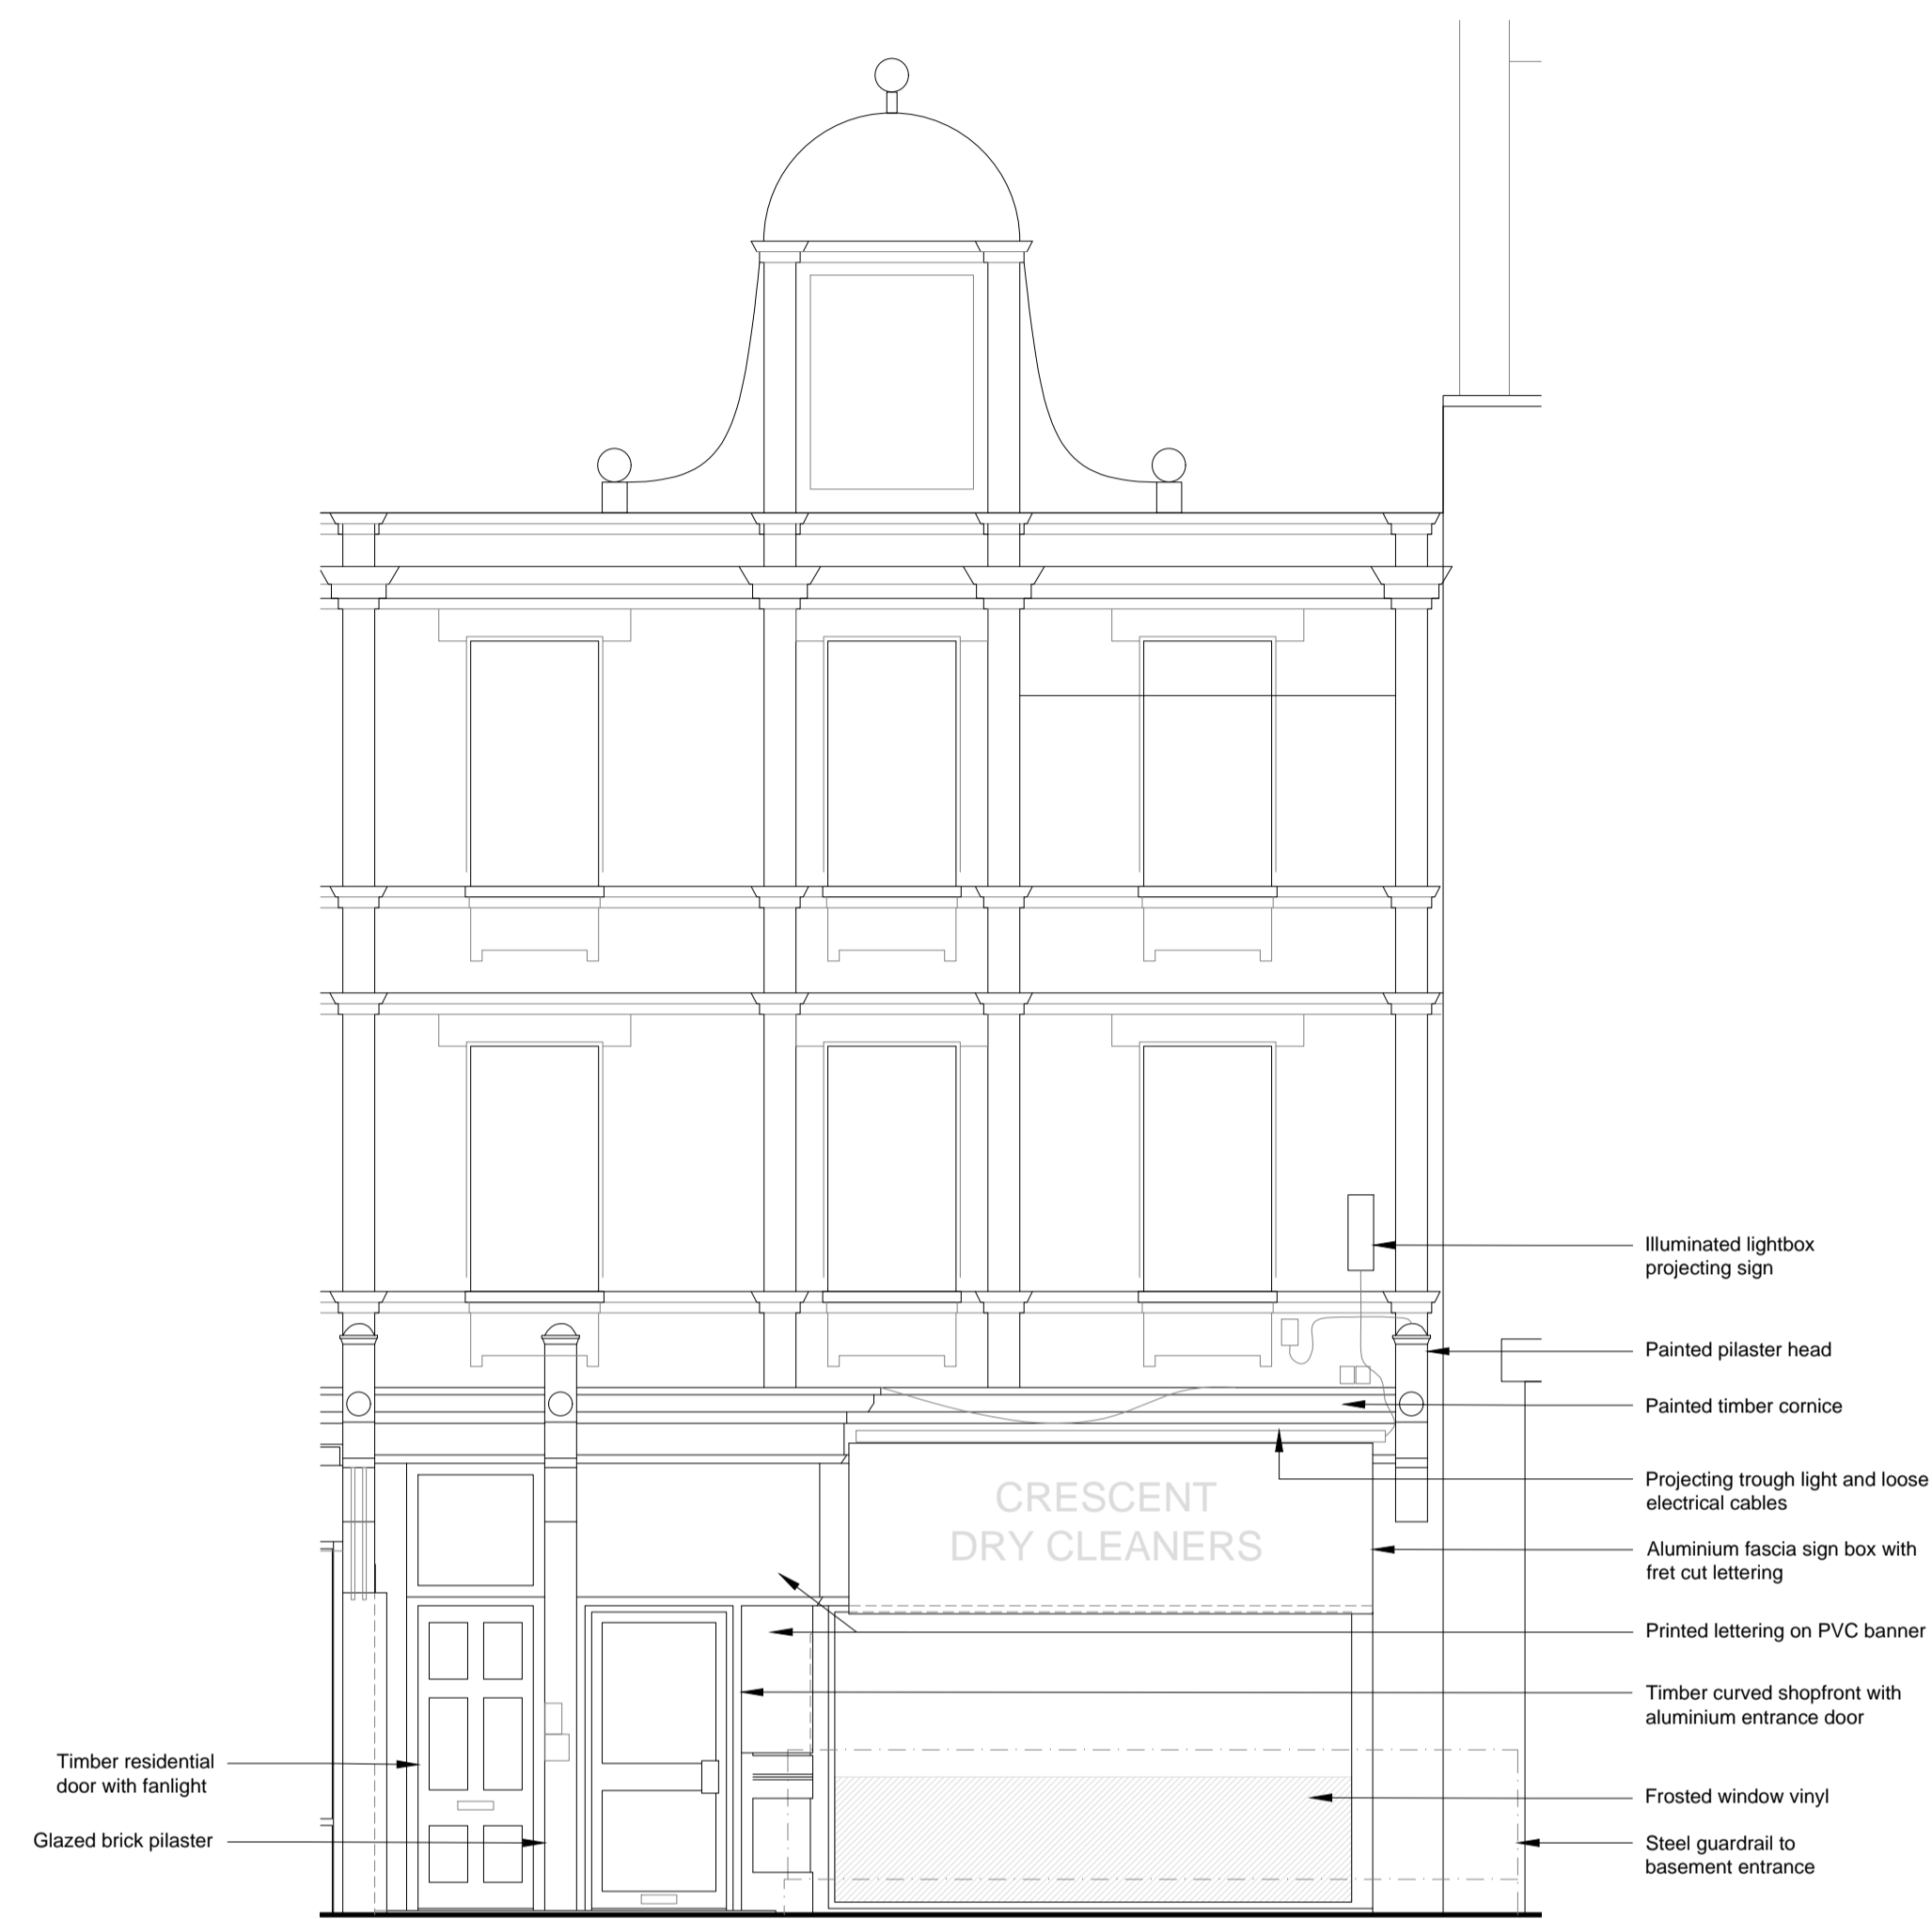 Illuminated lightbox
projecting sign
Painted pilaster head
Painted timber cornice
Projecting trough light and loose
electrical cables
CRESCENT
DRY CLEANERS
Aluminium fascia sign box with
fret cut lettering
Printed lettering on PVC banner
Timber curved shopfront with
aluminium entrance door
Timber residential
door with fanlight
Frosted window vinyl
Glazed brick pilaster
Steel guardrail to
basement entrance